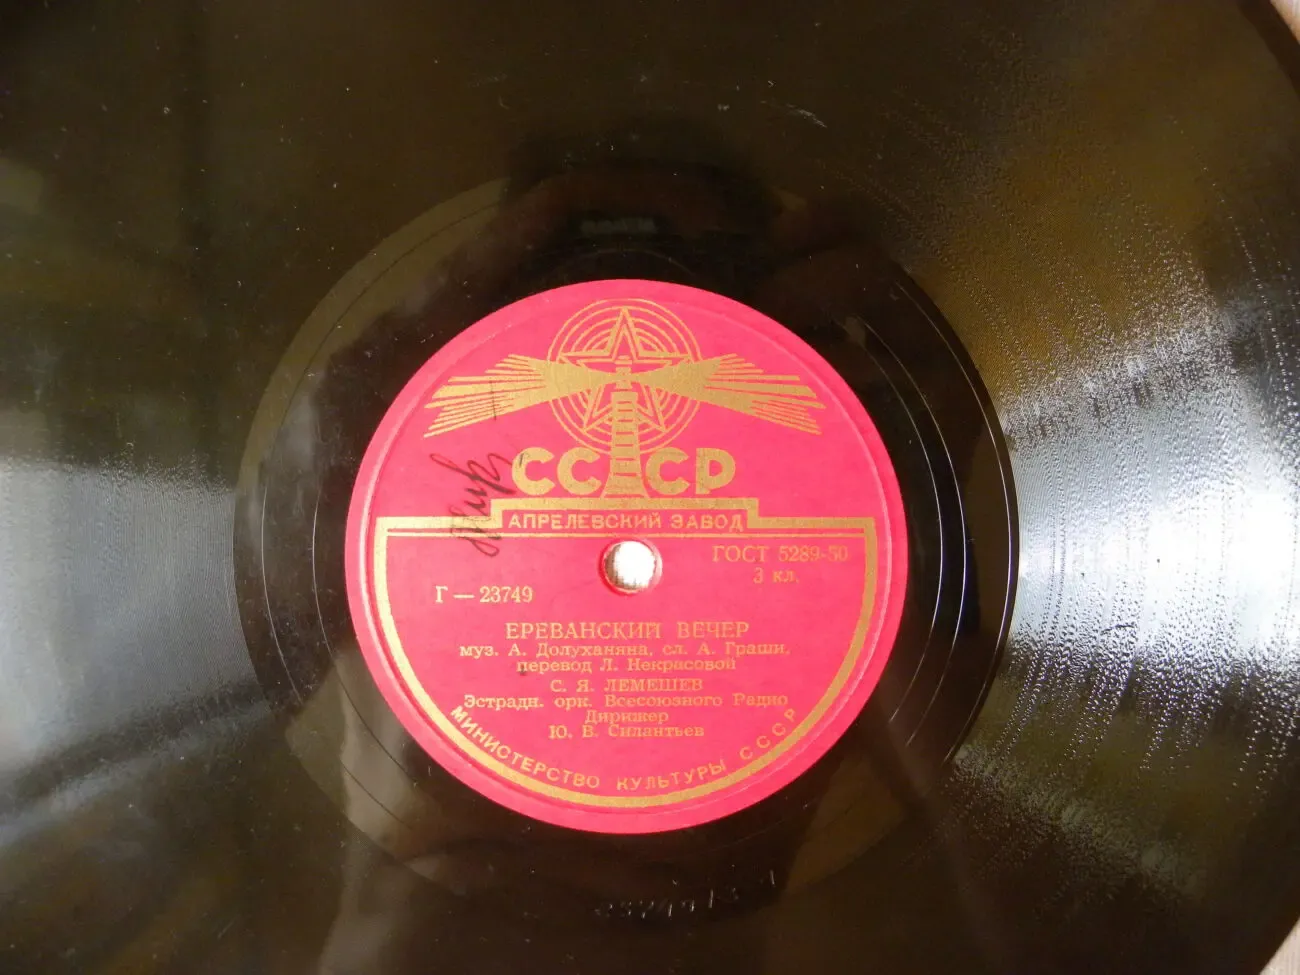 СССР
АПРЕЛЕВСКИЙ ЗАВОД
ГОСТ 5289-50
3 кл.
Г — 23749
ЕРЕВАНСКИЙ ВЕЧЕР
муз. А. Долуханяна, сл. А. Граши,
перевод Л. Некрасовой
С. Я. ЛЕМЕШЕВ
Эстрадн. орк. Всесоюзного Радио
Дирижер
Ю. В. Силантьев
МИНИСТЕРСТВО КУЛЬТУРЫ СССР